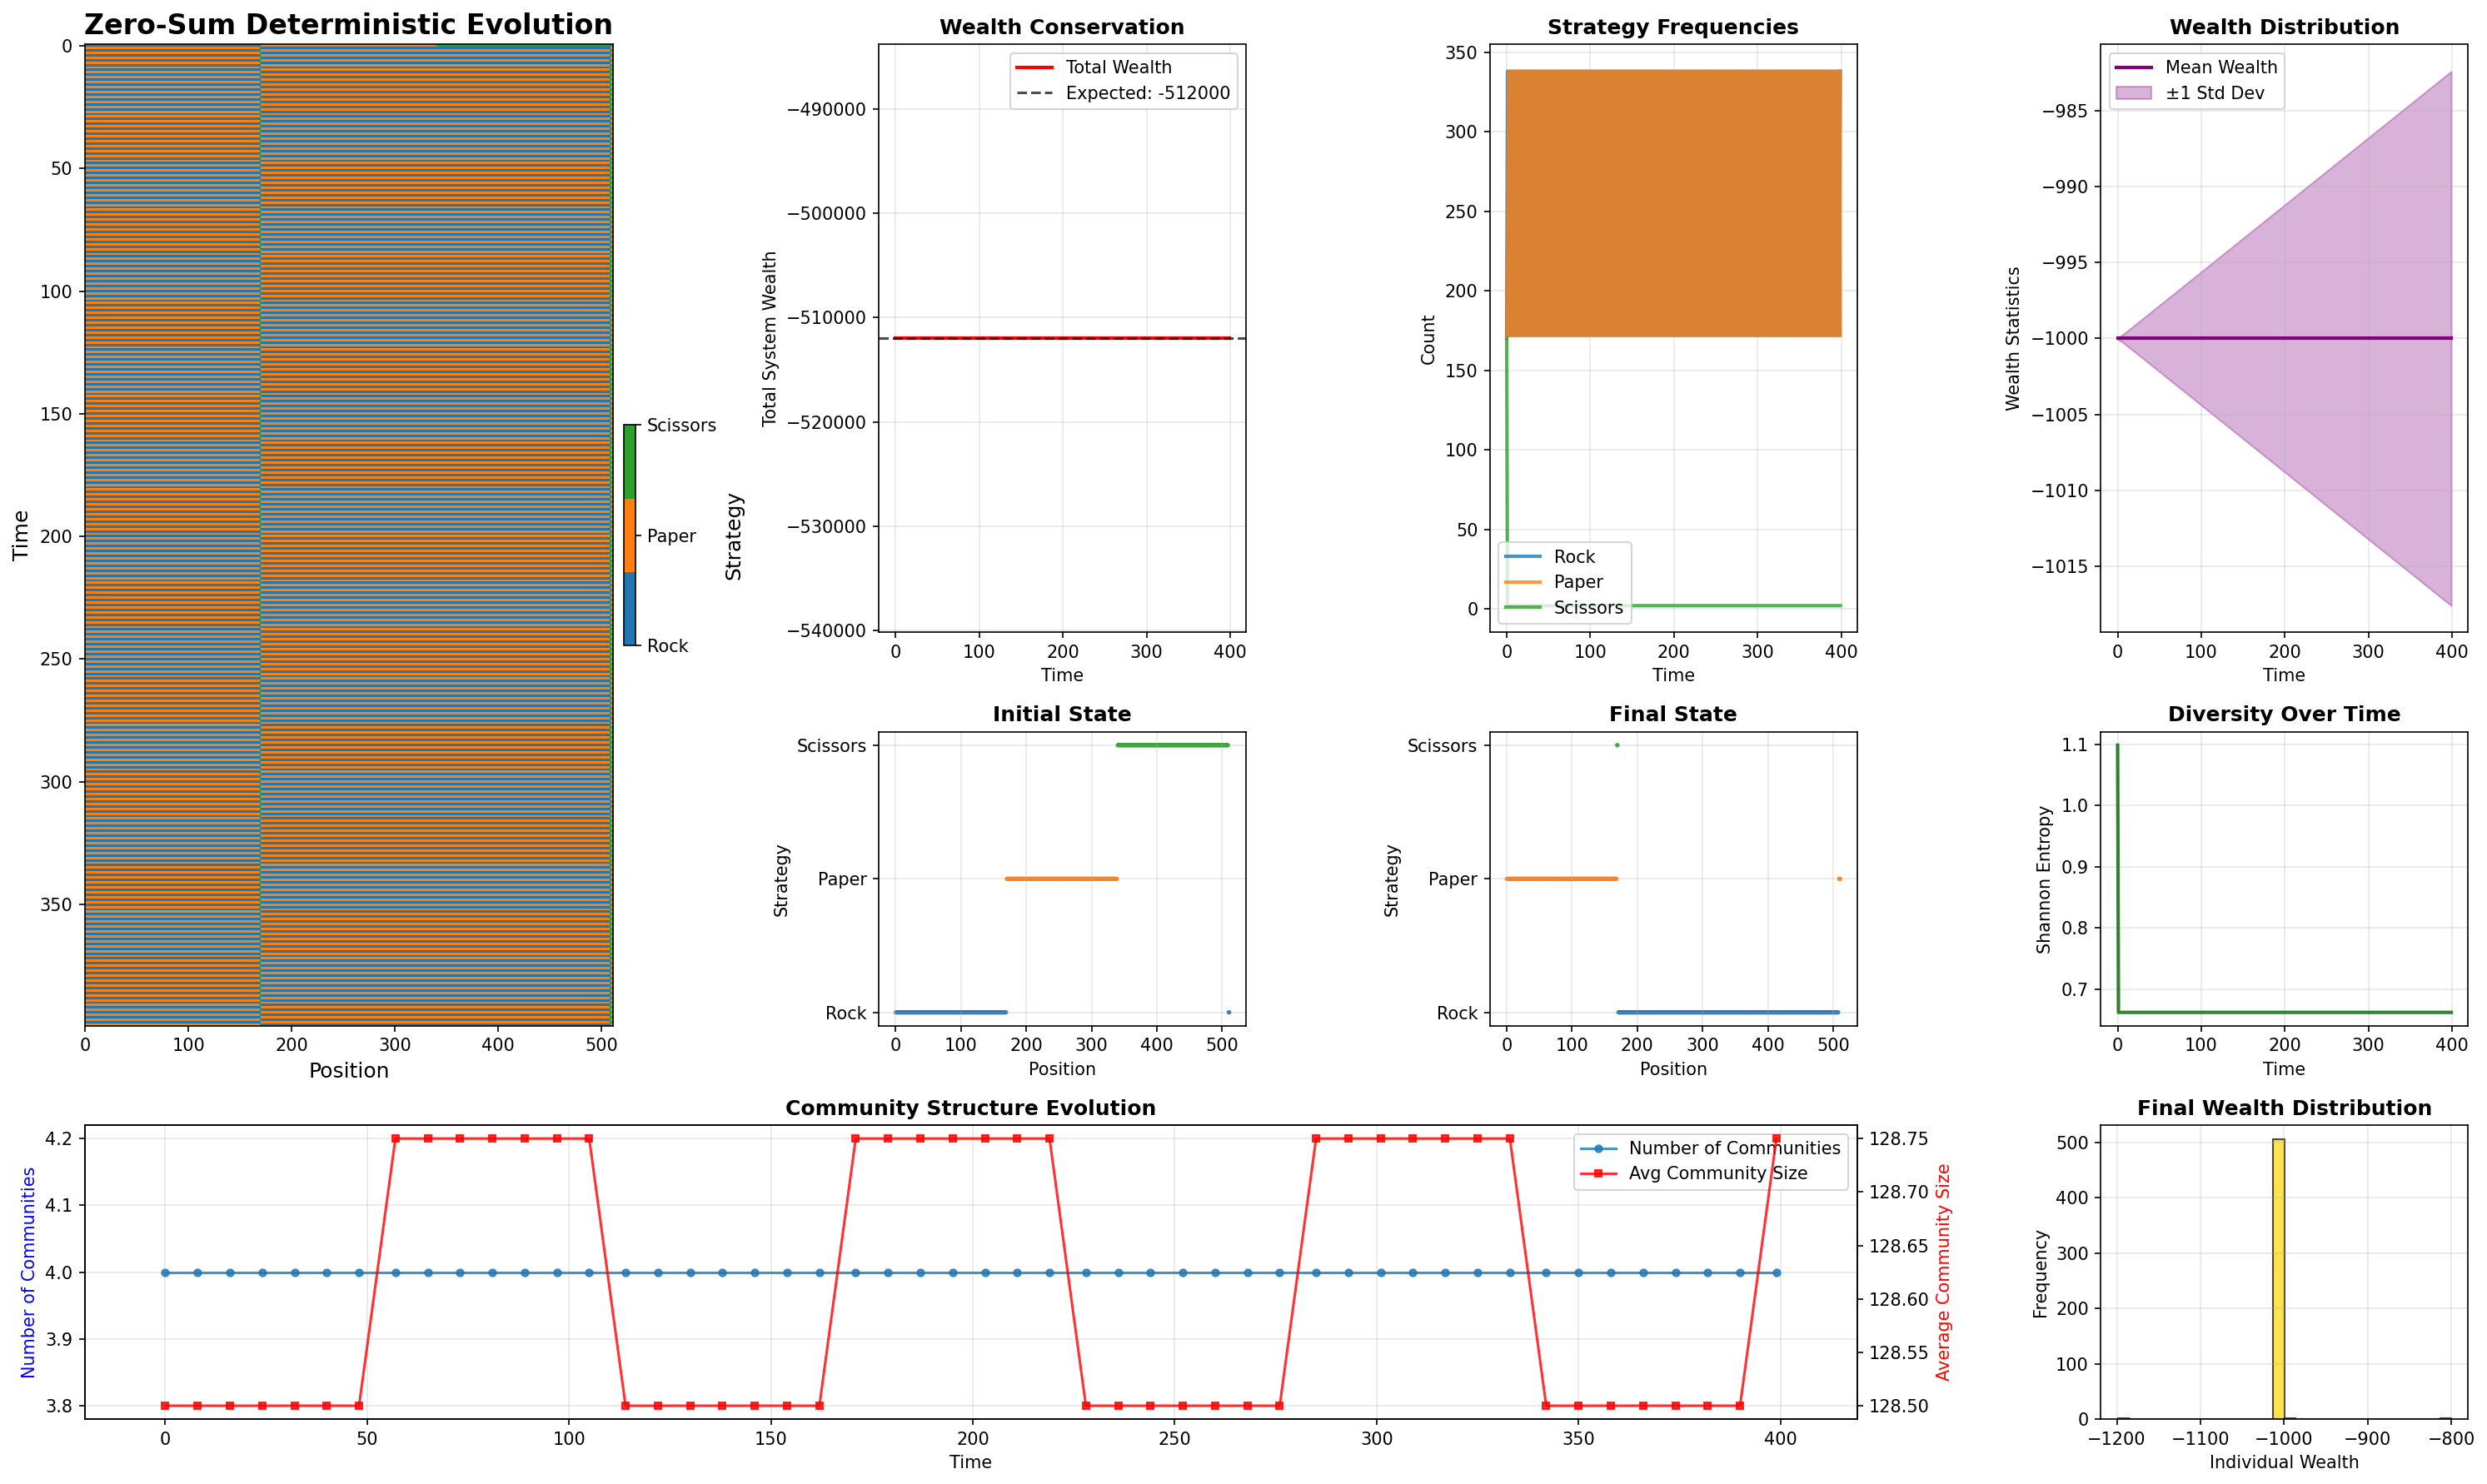 Zero-Sum Deterministic Evolution
0
50
100
150
200
250
300
350
Time
0 100 200 300 400 500
Position
Scissors
Paper
Rock
Strategy
Wealth Conservation
Total Wealth
Expected: -512000
−490000
−500000
−510000
−520000
−530000
−540000
Total System Wealth
0 100 200 300 400
Time
Strategy Frequencies
350
300
250
200
150
100
50
0
Count
Rock
Paper
Scissors
0 100 200 300 400
Time
Wealth Distribution
Mean Wealth
±1 Std Dev
−985
−990
−995
−1000
−1005
−1010
−1015
Wealth Statistics
0 100 200 300 400
Time
Initial State
Scissors
Paper
Rock
Strategy
0 100 200 300 400 500
Position
Final State
Scissors
Paper
Rock
Strategy
0 100 200 300 400 500
Position
Diversity Over Time
1.1
1.0
0.9
0.8
0.7
Shannon Entropy
0 100 200 300 400
Time
Community Structure Evolution
4.2
4.1
4.0
3.9
3.8
Number of Communities
Number of Communities
Avg Community Size
128.75
128.70
128.65
128.60
128.55
128.50
Average Community Size
0 50 100 150 200 250 300 350 400
Time
Final Wealth Distribution
500
400
300
200
100
0
Frequency
−1200 −1100 −1000 −900 −800
Individual Wealth